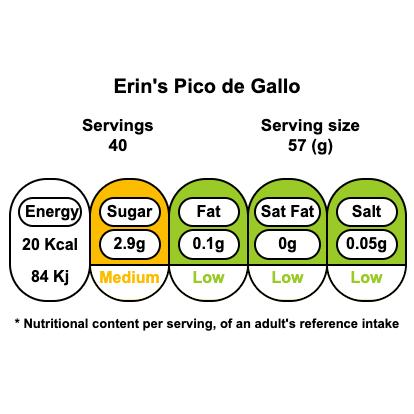 Erin's Pico de Gallo
Servings
40
Serving size
57 (g)
Energy
20 Kcal
84 Kj
Sugar
2.9g
Medium
Fat
0.1g
Low
Sat Fat
0g
Low
Salt
0.05g
Low
* Nutritional content per serving, of an adult's reference intake